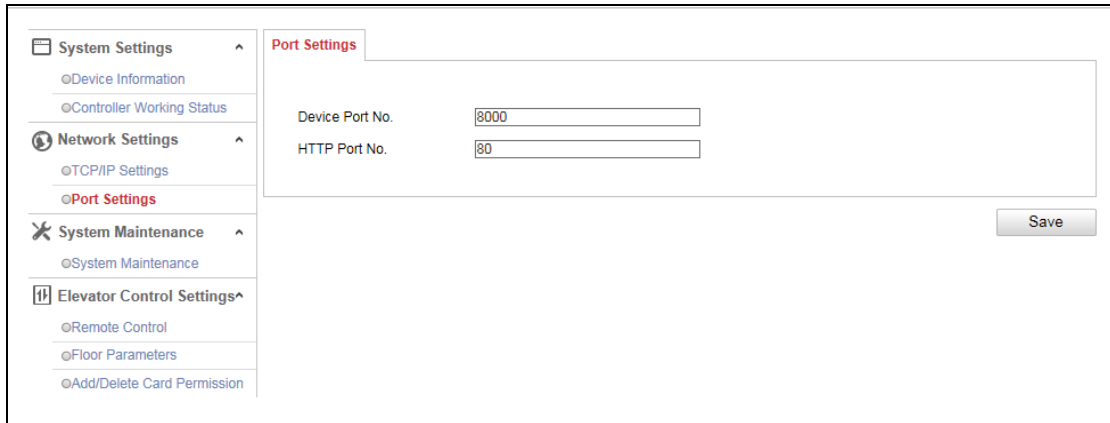 System Settings
Device Information
Controller Working Status
Network Settings
TCP/IP Settings
Port Settings
System Maintenance
System Maintenance
Elevator Control Settings
Remote Control
Floor Parameters
Add/Delete Card Permission
Port Settings
Device Port No. 8000
HTTP Port No. 80
Save